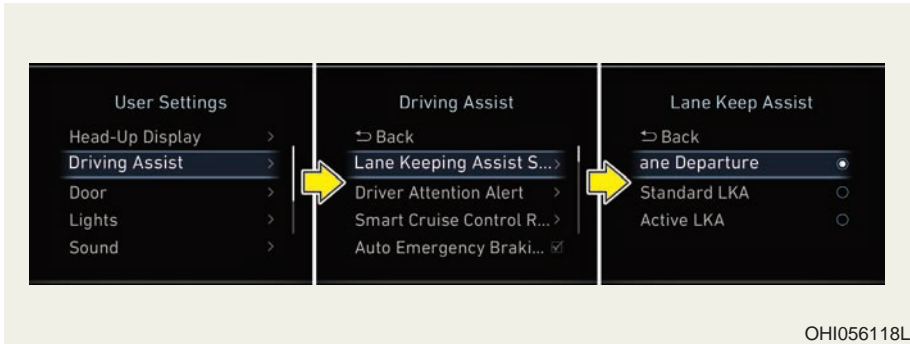 User Settings
Head-Up Display >
Driving Assist >
Door >
Lights >
Sound >
Driving Assist
Back
Lane Keeping Assist S... >
Driver Attention Alert >
Smart Cruise Control R... >
Auto Emergency Braki...
Lane Keep Assist
Back
ane Departure
Standard LKA
Active LKA
OHI056118L